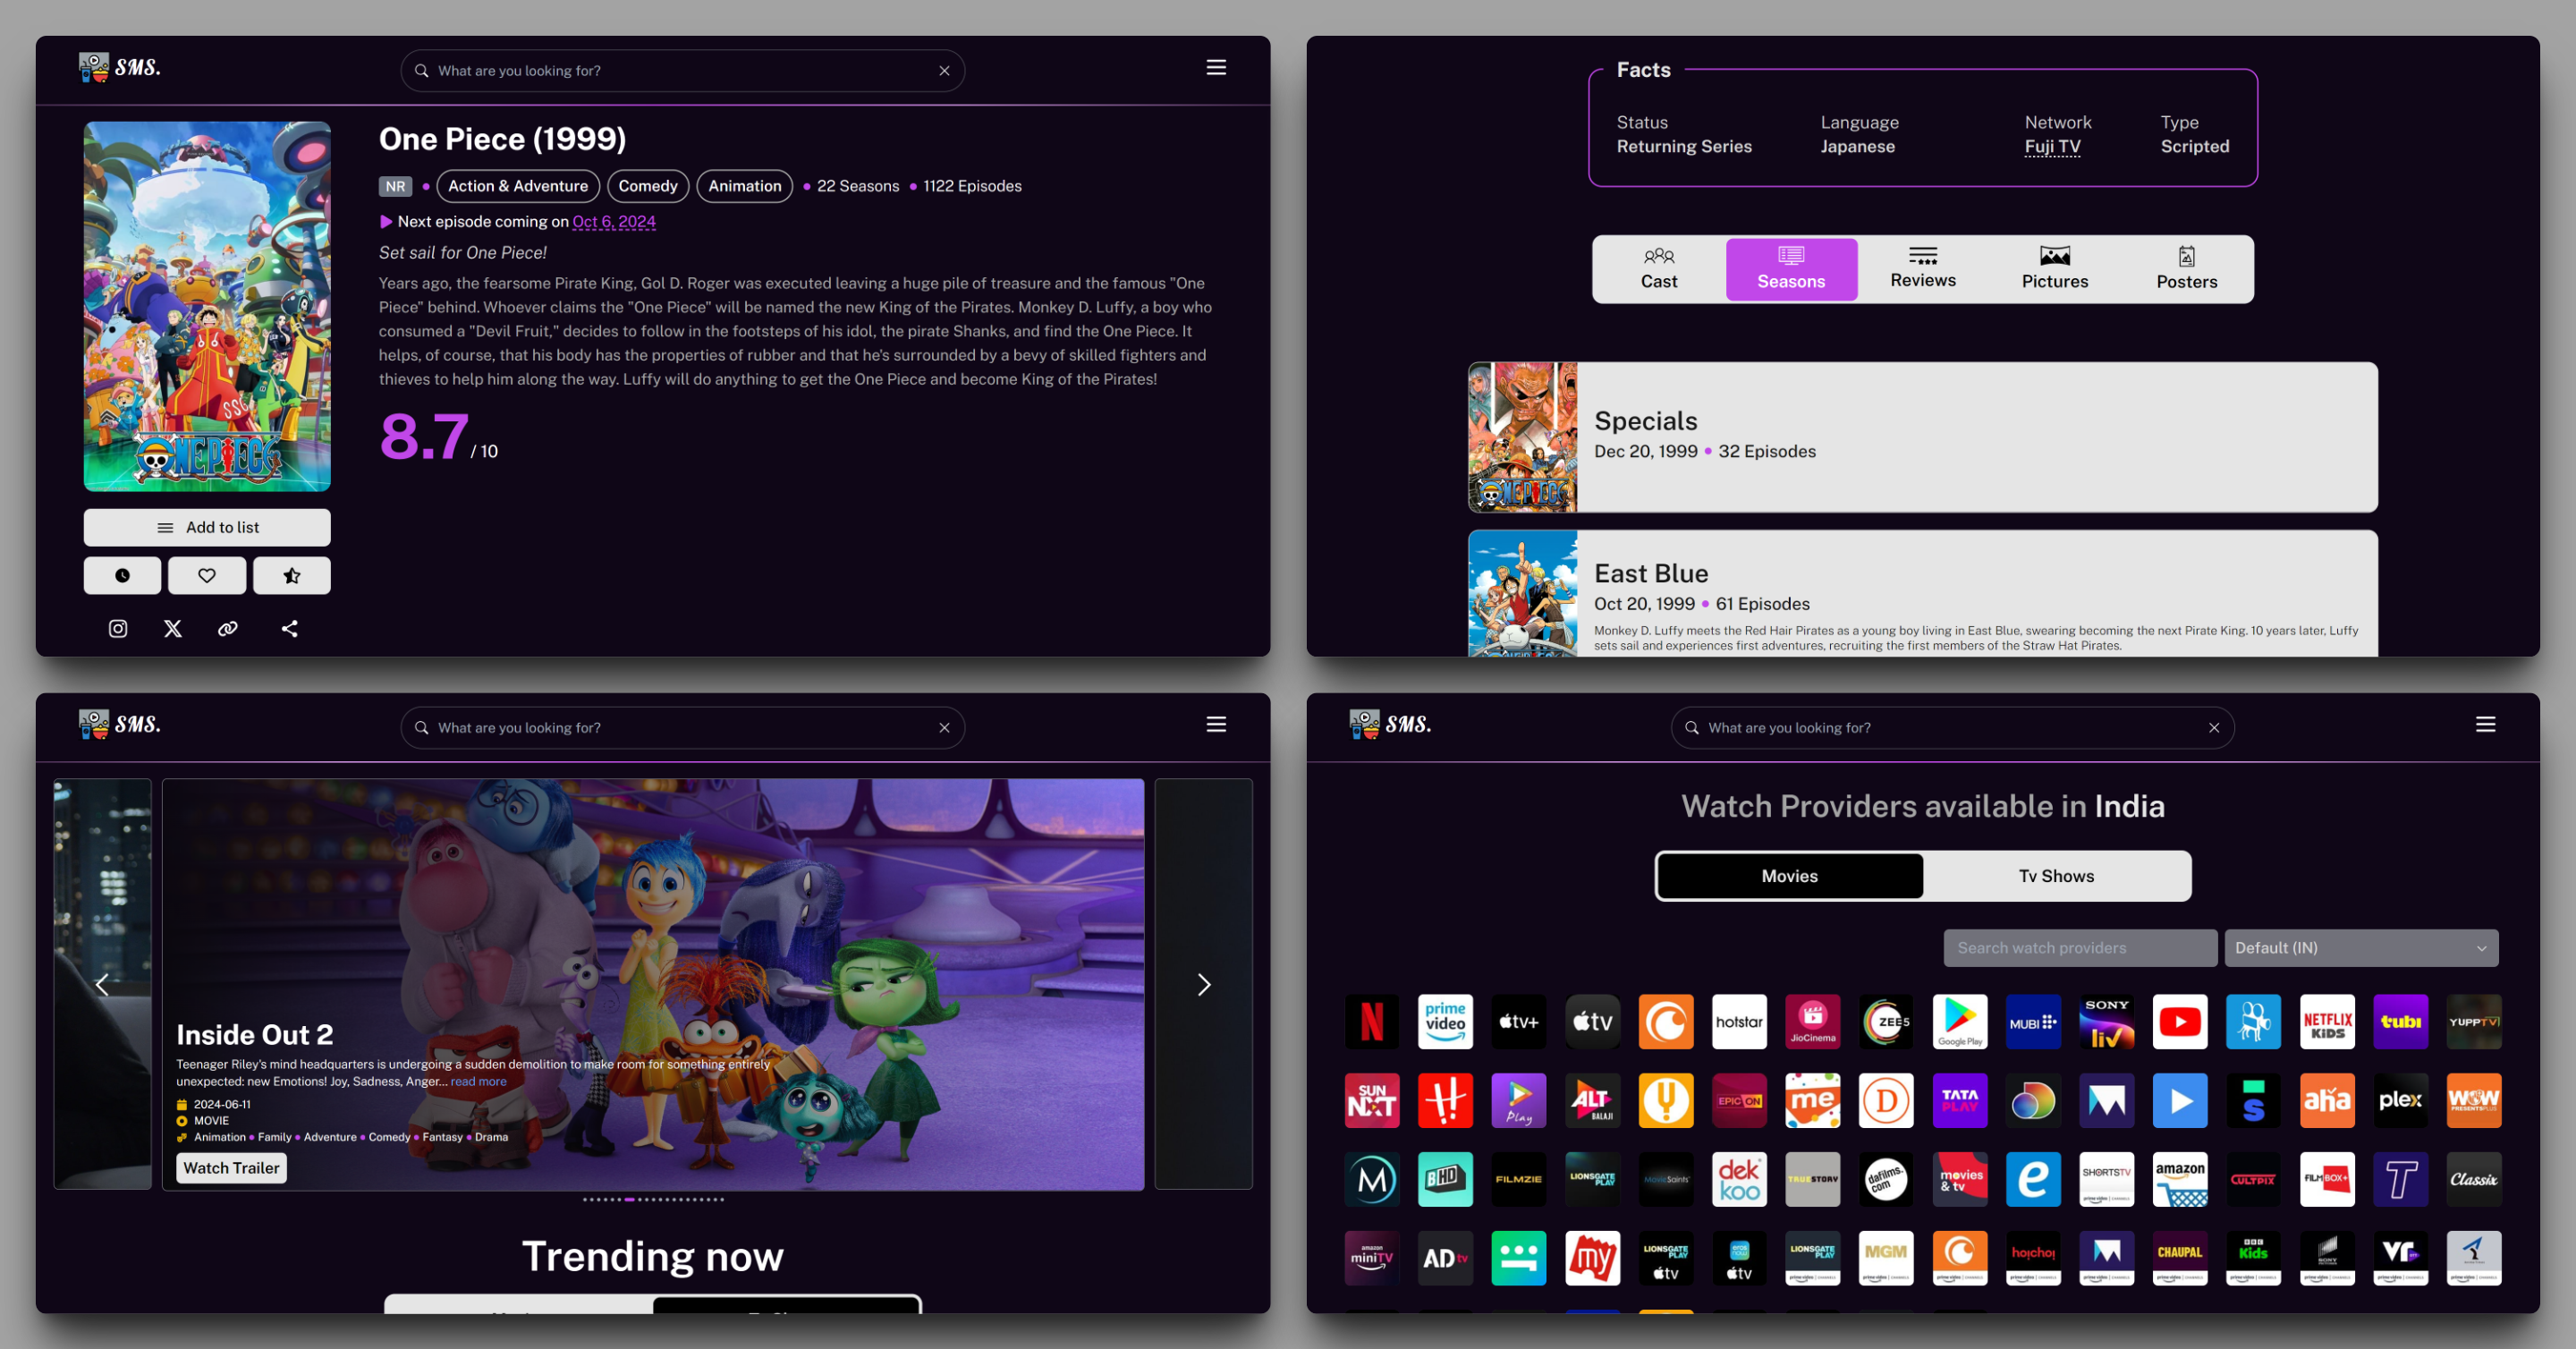 SMS.
What are you looking for?
One Piece (1999)
NR • Action & Adventure Comedy Animation • 22 Seasons • 1122 Episodes
Next episode coming on Oct 6, 2024
Set sail for One Piece!
Years ago, the fearsome Pirate King, Gol D. Roger was executed leaving a huge pile of treasure and the famous "One
Piece" behind. Whoever claims the "One Piece" will be named the new King of the Pirates. Monkey D. Luffy, a boy who
consumed a "Devil Fruit," decides to follow in the footsteps of his idol, the pirate Shanks, and find the One Piece. It
helps, of course, that his body has the properties of rubber and that he's surrounded by a bevy of skilled fighters and
thieves to help him along the way. Luffy will do anything to get the One Piece and become King of the Pirates!
8.7 / 10
SSG
ONE PIECE
Add to list
Facts
Status Language Network Type
Returning Series Japanese Fuji TV Scripted
Cast Seasons Reviews Pictures Posters
ONE PIECE
Specials
Dec 20, 1999 • 32 Episodes
East Blue
Oct 20, 1999 • 61 Episodes
Monkey D. Luffy meets the Red Hair Pirates as a young boy living in East Blue, swearing becoming the next Pirate King. 10 years later, Luffy
sets sail and experiences first adventures, recruiting the first members of the Straw Hat Pirates.
SMS.
What are you looking for?
Inside Out 2
Teenager Riley's mind headquarters is undergoing a sudden demolition to make room for something entirely
unexpected: new Emotions! Joy, Sadness, Anger... read more
2024-06-11
MOVIE
Animation • Family • Adventure • Comedy • Fantasy • Drama
Watch Trailer
Trending now
SMS.
What are you looking for?
Watch Providers available in India
Movies Tv Shows
Search watch providers Default (IN)
N prime video tv+ tv hotstar JioCinema ZEE5 Google Play MUBI SONY liv NETFLIX KIDS tubi YUPPTV
SUN NXT H Play ALT BALAJI EPIC ON me D TATA PLAY S aha plex WOW PRESENTS PLUS
M BHD FILMZIE LIONSGATE PLAY MovieSaints dekkoo TRUE STORY dafilms.com movies & tv e SHORTSTV amazon CULTPIX FILMBOX+ T Classix
amazon miniTV ADtv my LIONSGATE PLAY tv eros now tv LIONSGATE PLAY MGM hoichoi CHAUPAL BBC Kids VR